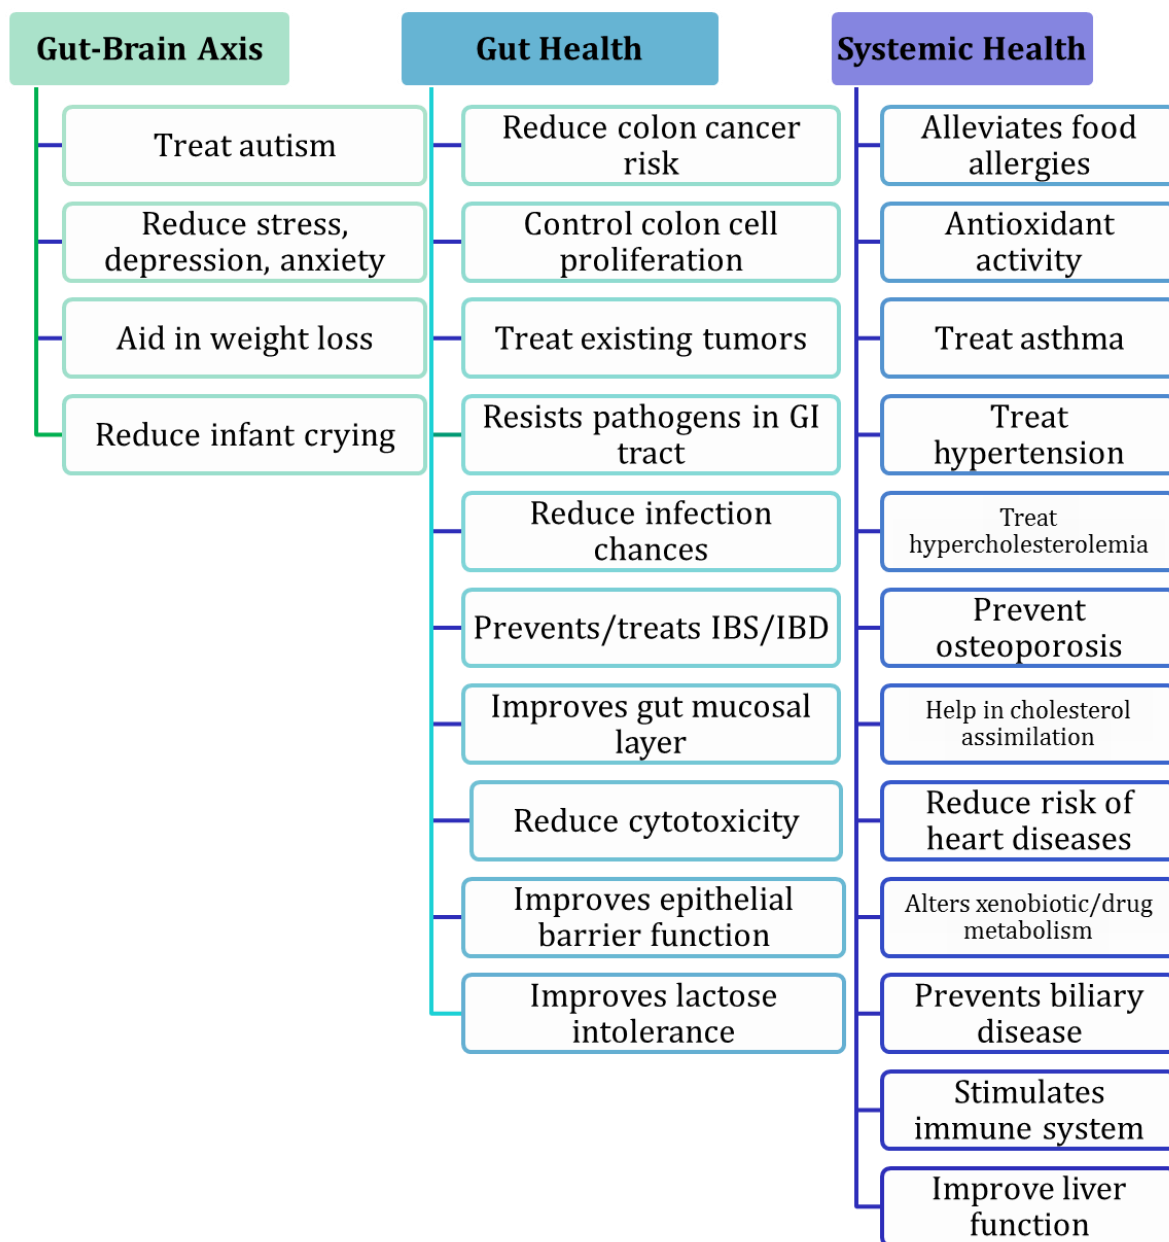 Gut-Brain Axis
Treat autism
Reduce stress,
depression, anxiety
Aid in weight loss
Reduce infant crying
Gut Health
Reduce colon cancer
risk
Control colon cell
proliferation
Treat existing tumors
Resists pathogens in GI
tract
Reduce infection
chances
Prevents/treats IBS/IBD
Improves gut mucosal
layer
Reduce cytotoxicity
Improves epithelial
barrier function
Improves lactose
intolerance
Systemic Health
Alleviates food
allergies
Antioxidant
activity
Treat asthma
Treat
hypertension
Treat
hypercholesterolemia
Prevent
osteoporosis
Help in cholesterol
assimilation
Reduce risk of
heart diseases
Alters xenobiotic/drug
metabolism
Prevents biliary
disease
Stimulates
immune system
Improve liver
function